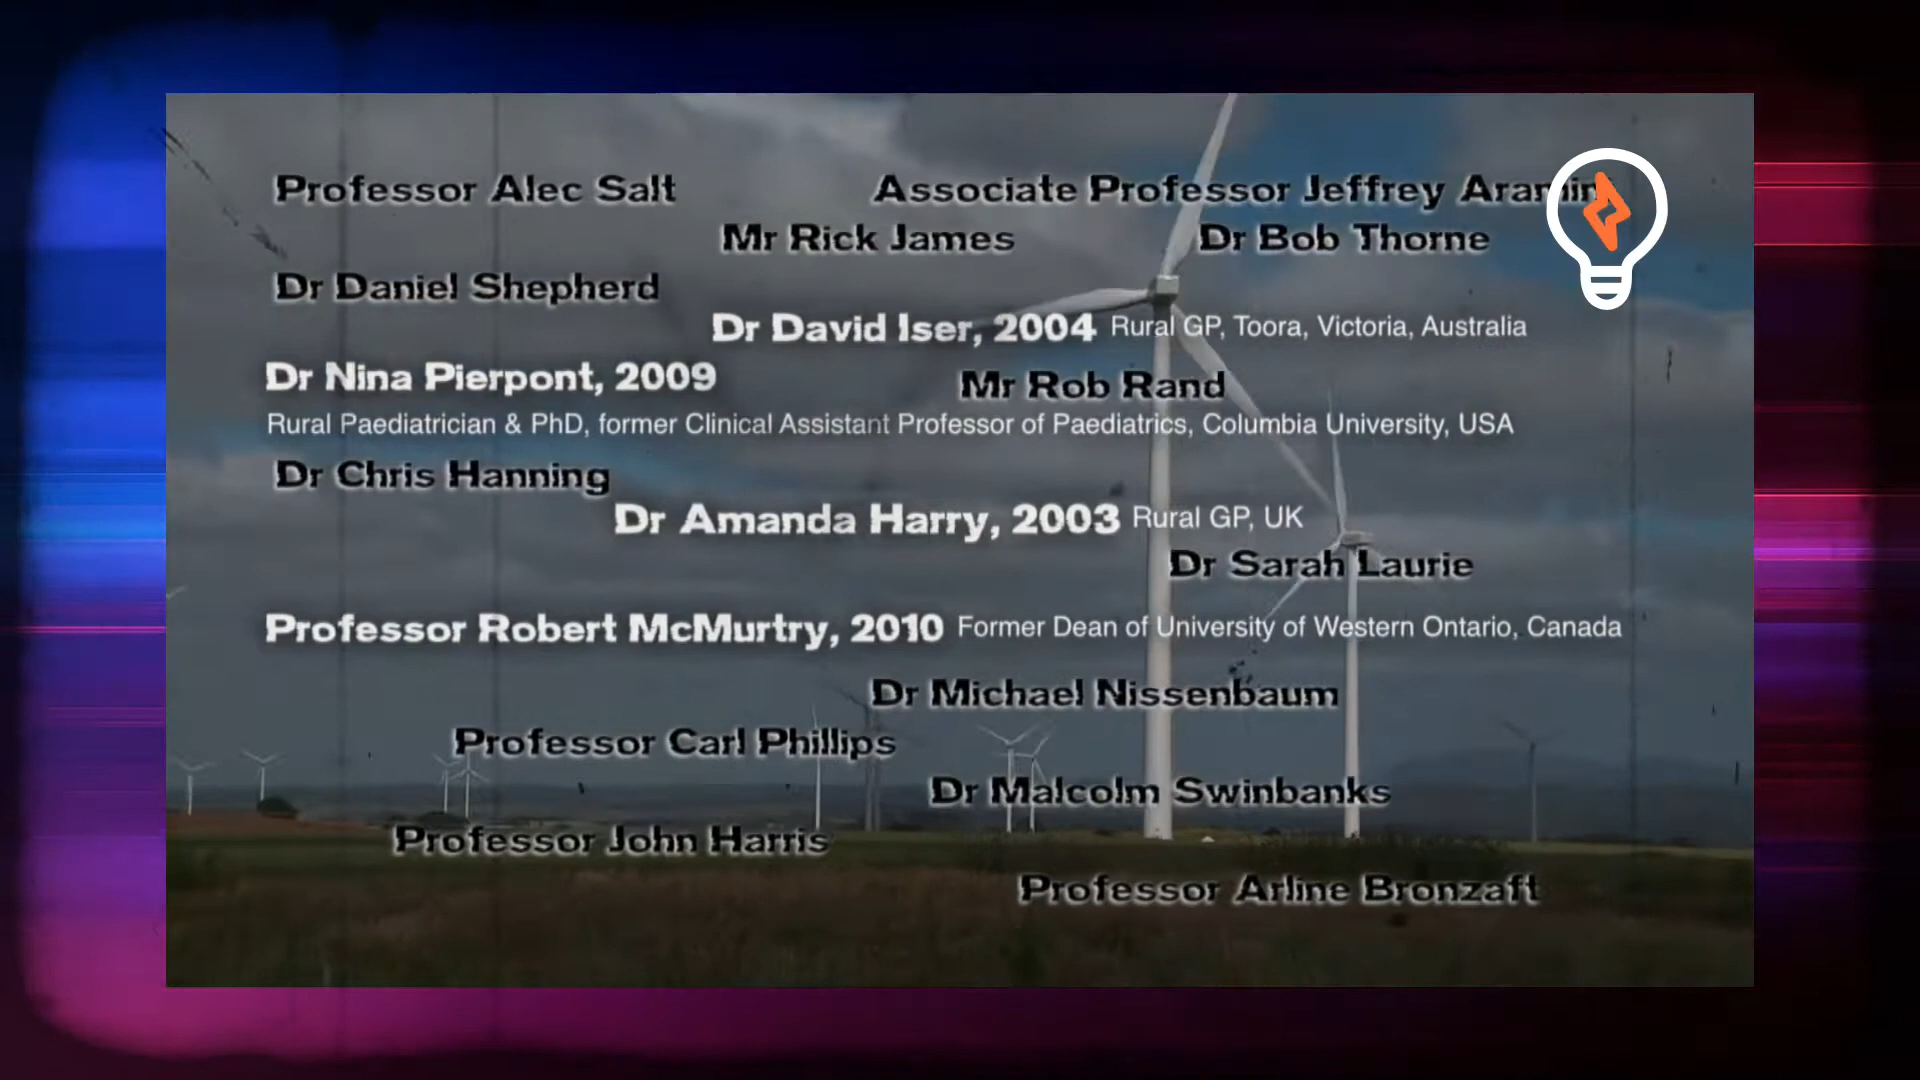 Professor Alec Salt
Associate Professor Jeffrey
Mr Rick James
Dr Bob Thorne
Dr Daniel Shepherd
Dr David Iser, 2004 Rural GP, Toora, Victoria, Australia
Dr Nina Pierpont, 2009
Mr Rob Rand
Rural Paediatrician & PhD, former Clinical Assistant Professor of Paediatrics, Columbia University, USA
Dr Chris Hanning
Dr Amanda Harry, 2003 Rural GP, UK
Dr Sarah Laurie
Professor Robert McMurtry, 2010 Former Dean of University of Western Ontario, Canada
Dr Michael Nissenbaum
Professor Carl Phillips
Dr Malcolm Swinbanks
Professor John Harris
Professor Arline Bronzaft